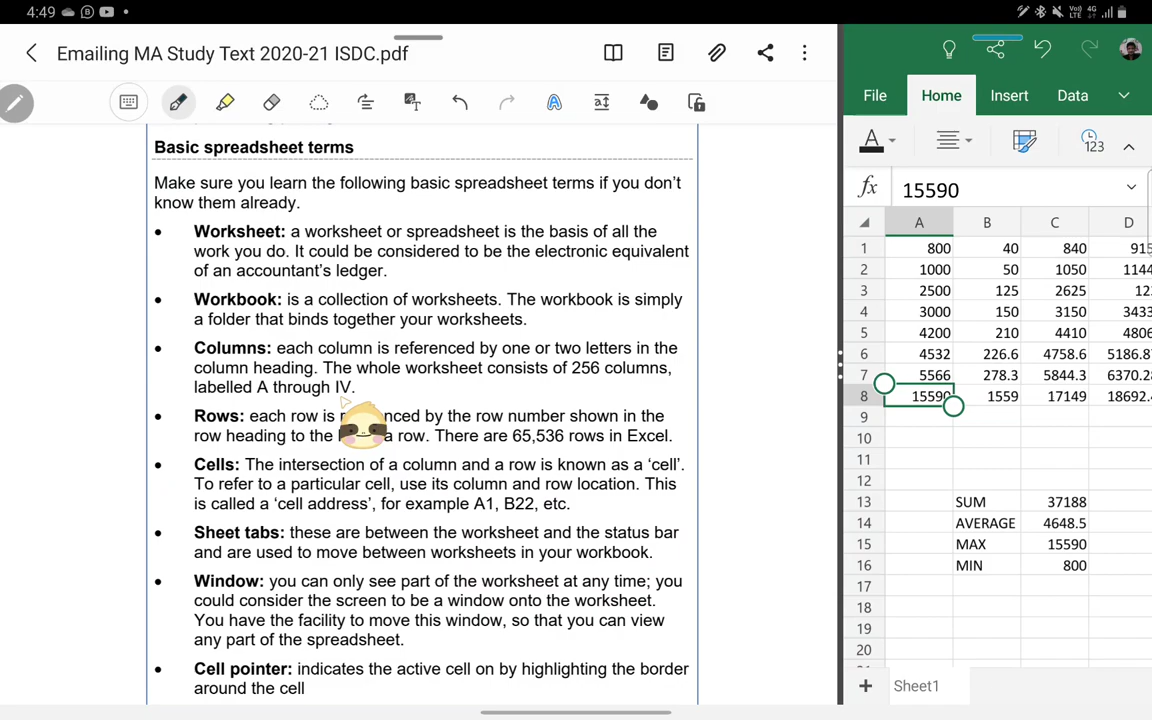 4:49
VoI) 4G
LTE
Emailing MA Study Text 2020-21 ISDC.pdf
Basic spreadsheet terms
Make sure you learn the following basic spreadsheet terms if you don't
know them already.
• Worksheet: a worksheet or spreadsheet is the basis of all the
work you do. It could be considered to be the electronic equivalent
of an accountant's ledger.
• Workbook: is a collection of worksheets. The workbook is simply
a folder that binds together your worksheets.
• Columns: each column is referenced by one or two letters in the
column heading. The whole worksheet consists of 256 columns,
labelled A through IV.
• Rows: each row is by the row number shown in the
row heading to the a row. There are 65,536 rows in Excel.
• Cells: The intersection of a column and a row is known as a 'cell'.
To refer to a particular cell, use its column and row location. This
is called a 'cell address', for example A1, B22, etc.
• Sheet tabs: these are between the worksheet and the status bar
and are used to move between worksheets in your workbook.
• Window: you can only see part of the worksheet at any time; you
could consider the screen to be a window onto the worksheet.
You have the facility to move this window, so that you can view
any part of the spreadsheet.
• Cell pointer: indicates the active cell on by highlighting the border
around the cell
File Home Insert Data
A 123
fx 15590
A B C D
1 800 40 840 915
2 1000 50 1050 1144
3 2500 125 2625 12
4 3000 150 3150 3433
5 4200 210 4410 4806
6 4532 226.6 4758.6 5186.8
7 5566 278.3 5844.3 6370.28
8 15590 1559 17149 18692.4
9
10
11
12
13 SUM 37188
14 AVERAGE 4648.5
15 MAX 15590
16 MIN 800
17
18
19
20
+ Sheet1